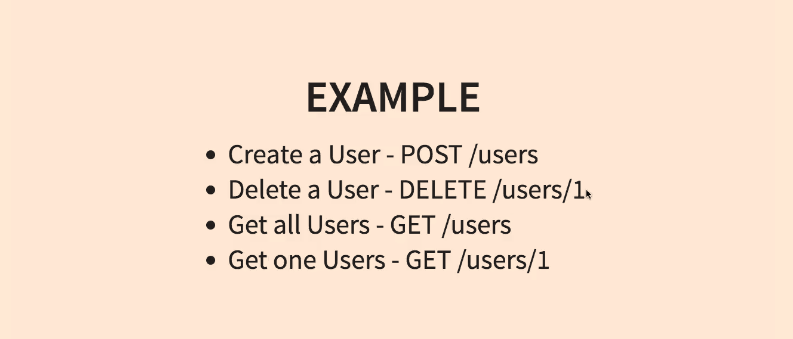 EXAMPLE
• Create a User - POST /users
• Delete a User - DELETE /users/1
• Get all Users - GET /users
• Get one Users - GET /users/1